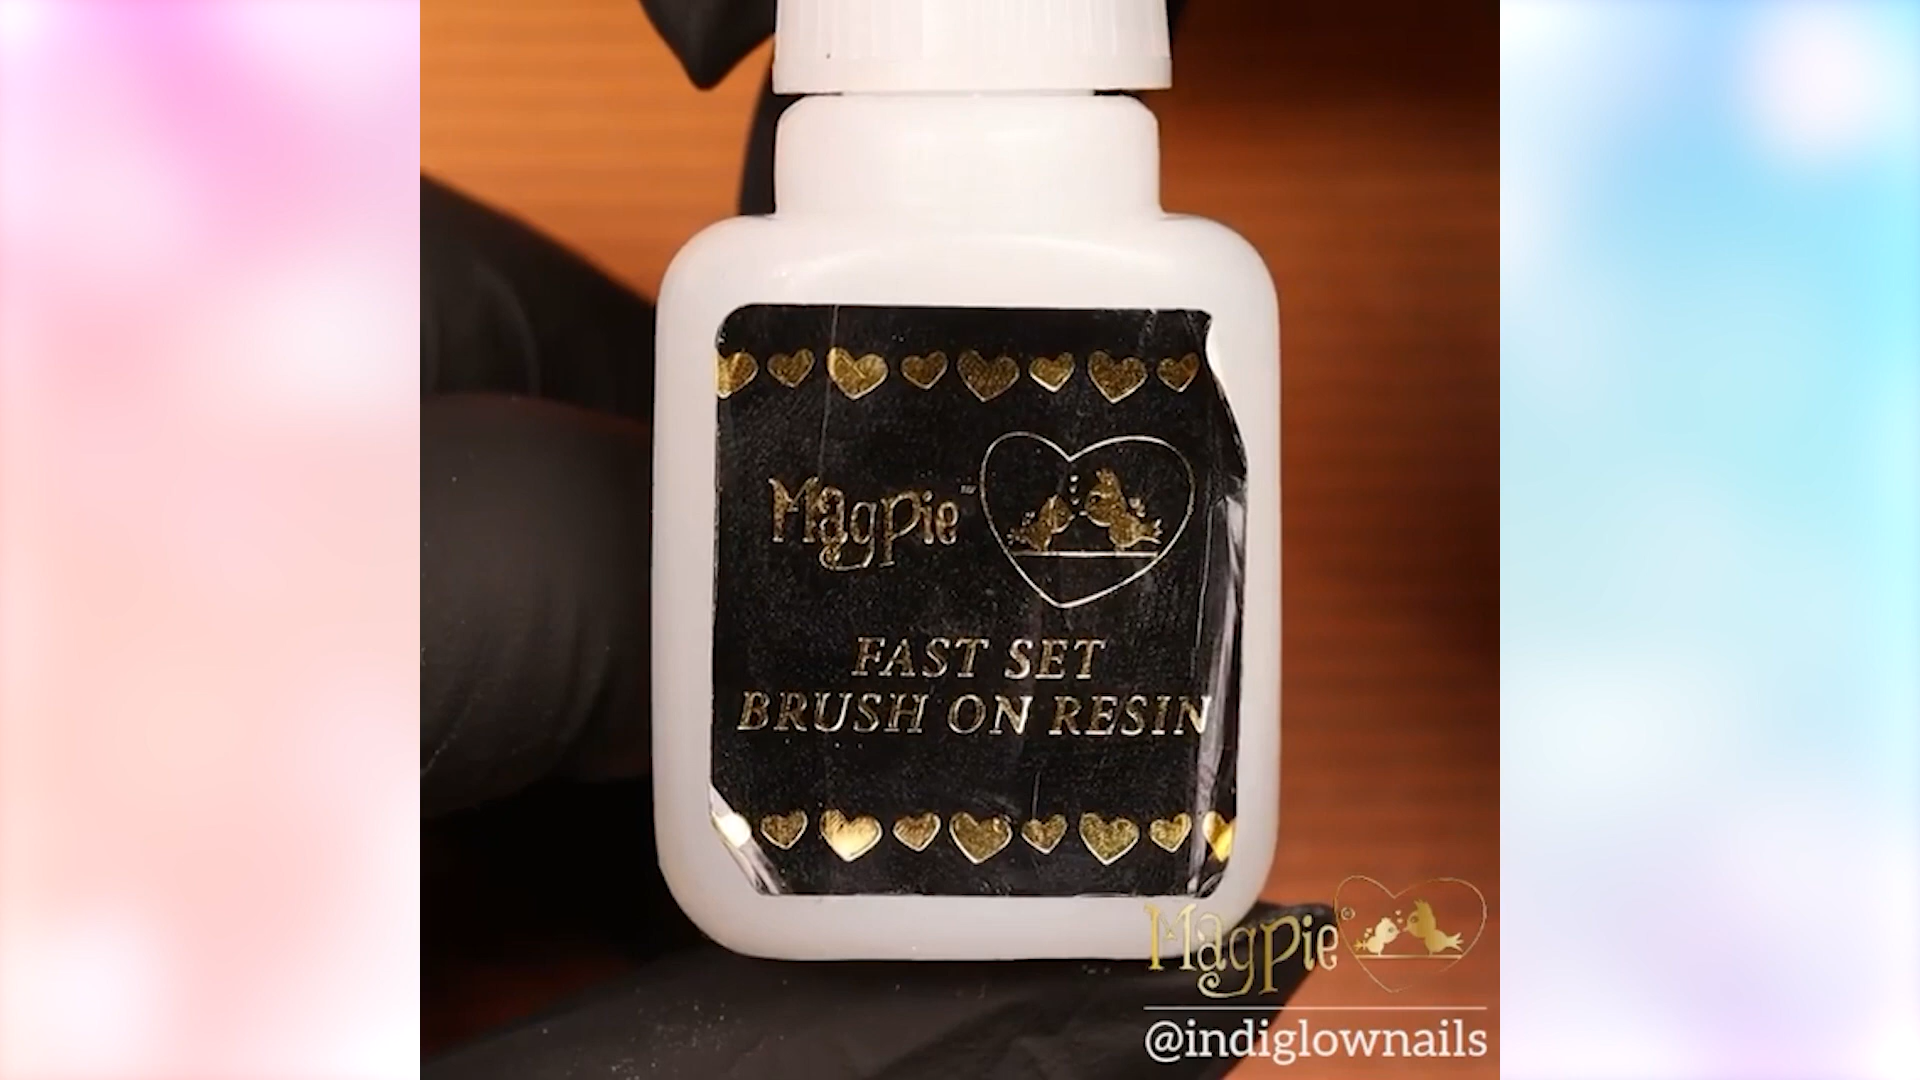 Magpie™
FAST SET
BRUSH ON RESIN
Magpie®
@indiglownails